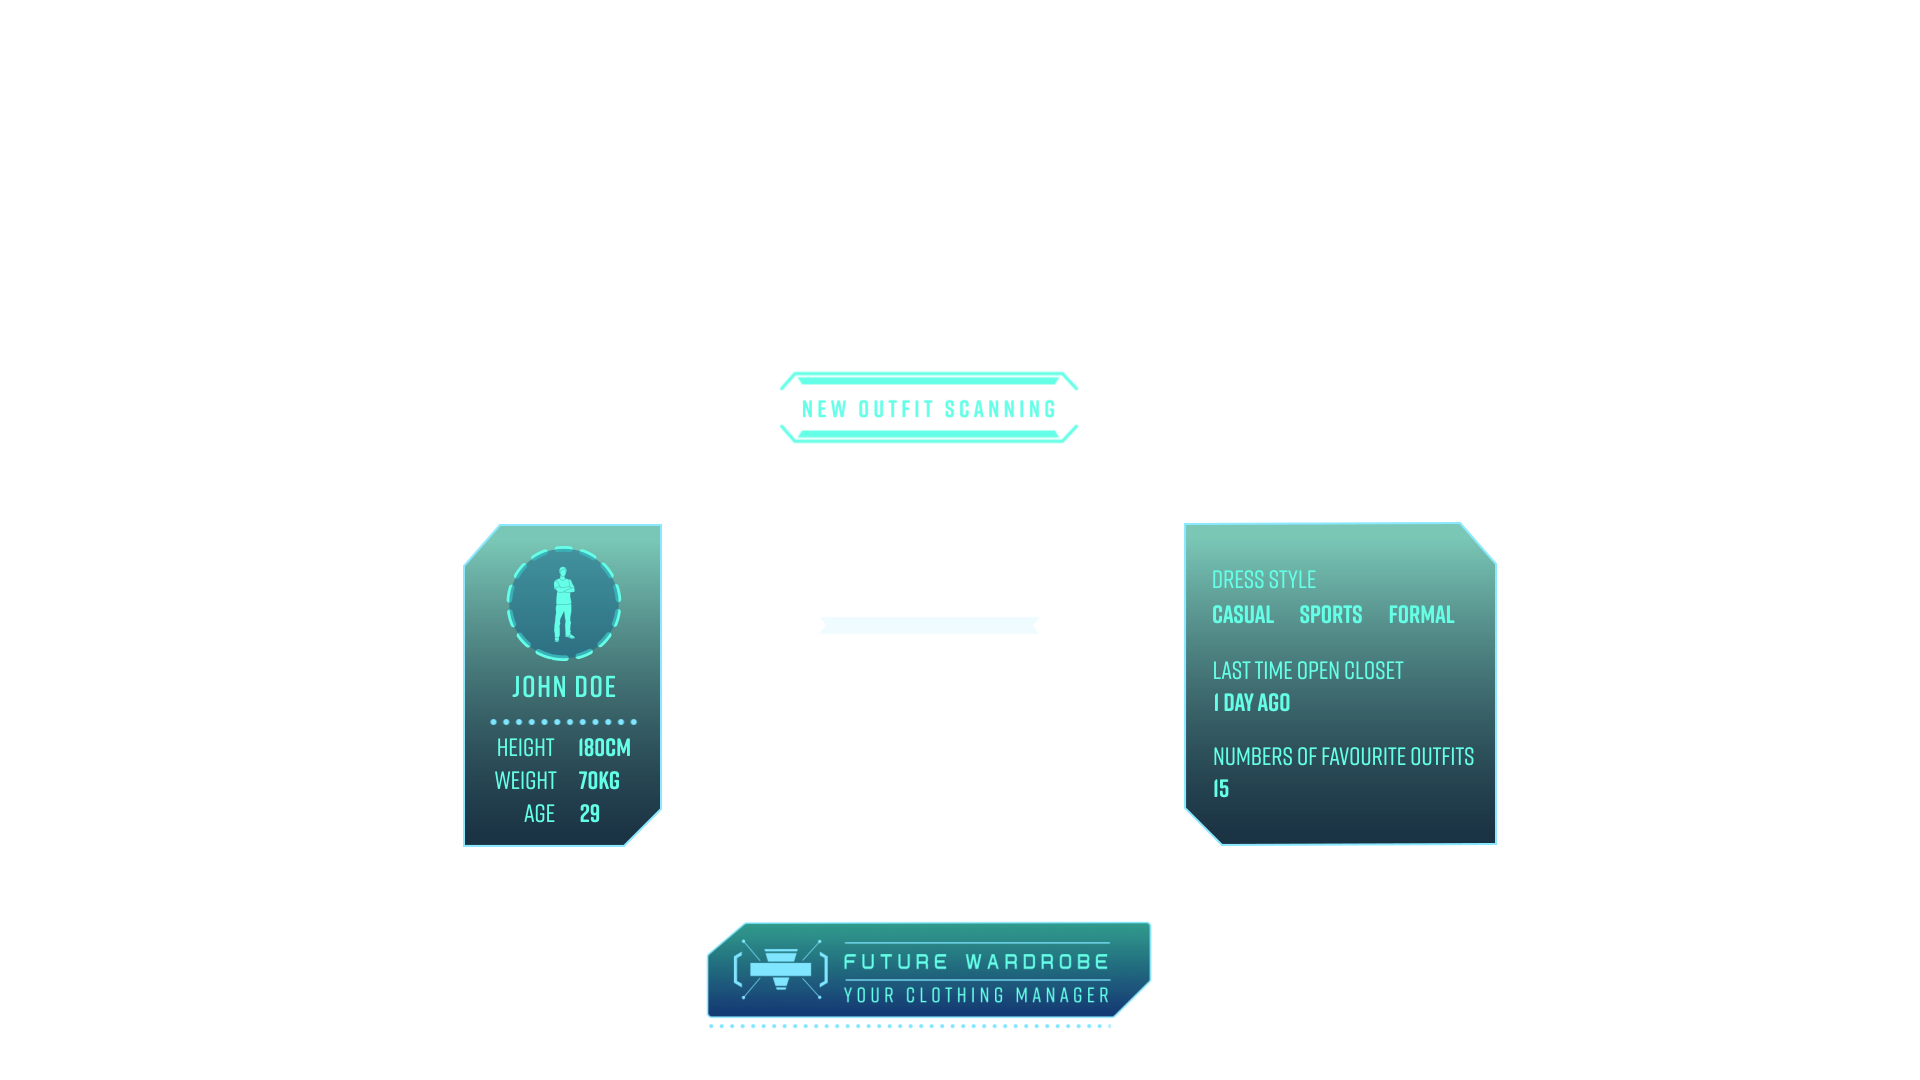 NEW OUTFIT SCANNING
JOHN DOE
HEIGHT 180CM
WEIGHT 70KG
AGE 29
DRESS STYLE
CASUAL SPORTS FORMAL
LAST TIME OPEN CLOSET
1 DAY AGO
NUMBERS OF FAVOURITE OUTFITS
15
FUTURE WARDROBE
YOUR CLOTHING MANAGER